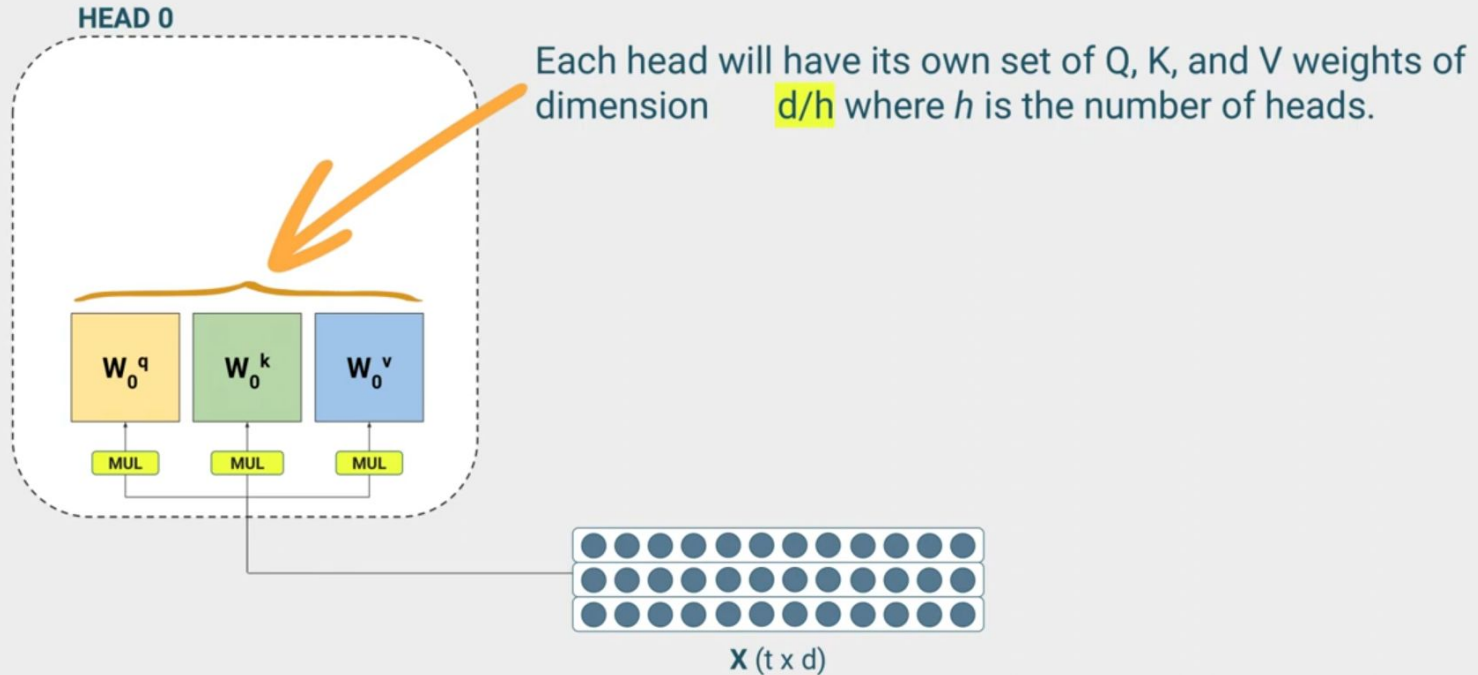 HEAD 0
Each head will have its own set of Q, K, and V weights of
dimension d/h where h is the number of heads.
W₀q W₀k W₀v
MUL MUL MUL
X (t x d)